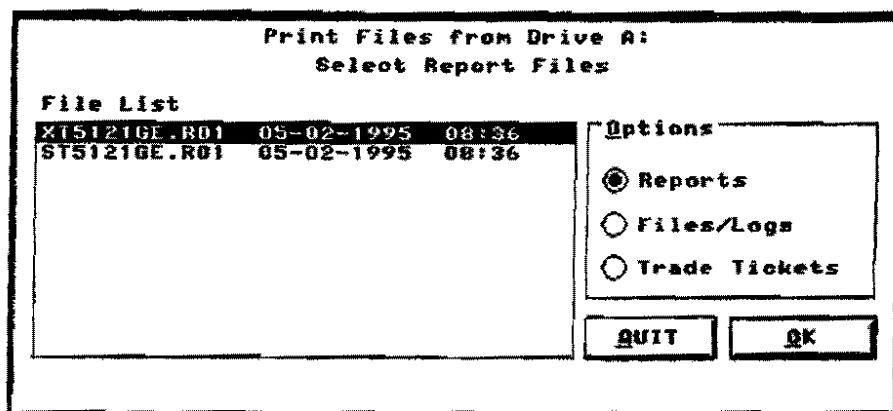 Print Files from Drive A:
Select Report Files
File List
XT5121GE.R01 05-02-1995 08:36
ST5121GE.R01 05-02-1995 08:36
Options
Reports
Files/Logs
Trade Tickets
QUIT
OK